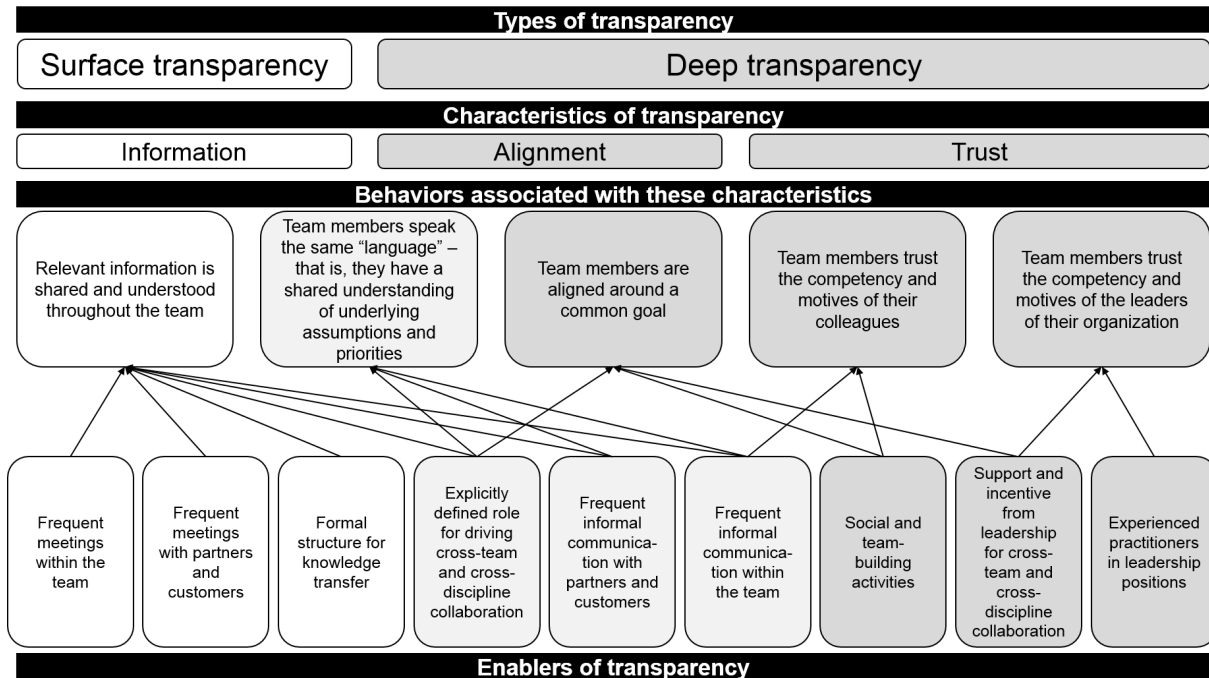 Types of transparency
Surface transparency
Deep transparency
Characteristics of transparency
Information
Alignment
Trust
Behaviors associated with these characteristics
Relevant information is
shared and understood
throughout the team
Team members speak
the same “language” –
that is, they have a
shared understanding
of underlying
assumptions and
priorities
Team members are
aligned around a
common goal
Team members trust
the competency and
motives of their
colleagues
Team members trust
the competency and
motives of the leaders
of their organization
Frequent
meetings within
the team
Frequent
meetings
with partners
and
customers
Formal
structure for
knowledge
transfer
Explicitly
defined role
for driving
cross-team
and cross-
discipline
collaboration
Frequent
informal
communica-
tion with
partners and
customers
Frequent
informal
communica-
tion within
the team
Social and
team-
building
activities
Support and
incentive
from
leadership
for cross-
team and
cross-
discipline
collaboration
Experienced
practitioners
in leadership
positions
Enablers of transparency